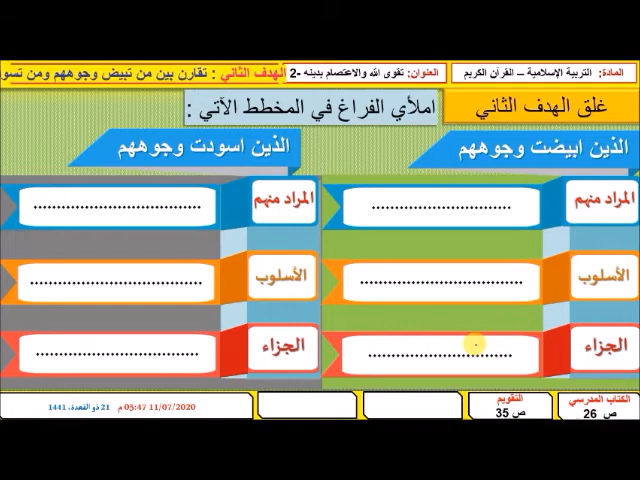 المادة: التربية الإسلامية – القرآن الكريم
العنوان: تقوى الله والاعتصام بدينه -2
الهدف الثاني : تقارن بين من تبيض وجوههم ومن تسو
غلق الهدف الثاني
املأي الفراغ في المخطط الآتي :
الذين ابيضت وجوههم
الذين اسودت وجوههم
المراد منهم
................................
المراد منهم
................................
الأسلوب
................................
الأسلوب
................................
الجزاء
................................
الجزاء
................................
الكتاب المدرسي
ص 26
التقويم
ص 35
11/07/2020 05:47 م
21 ذو القعدة، 1441